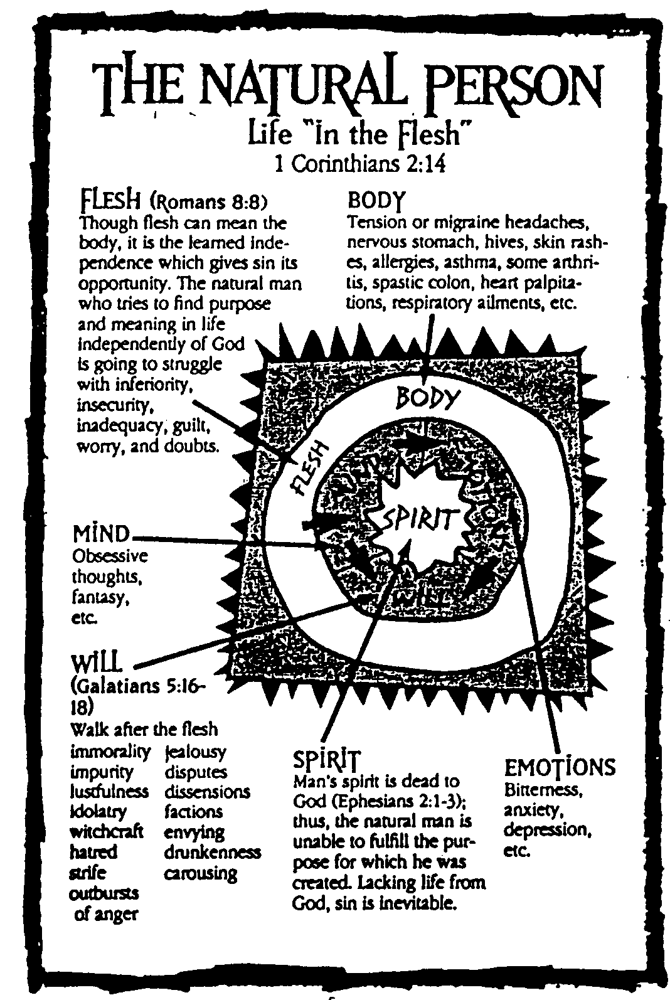 THE NATURAL PERSON
Life "In the Flesh"
1 Corinthians 2:14
FLESH (Romans 8:8)
Though flesh can mean the
body, it is the learned inde-
pendence which gives sin its
opportunity. The natural man
who tries to find purpose
and meaning in life
independently of God
is going to struggle
with inferiority,
insecurity,
inadequacy, guilt,
worry, and doubts.
BODY
Tension or migraine headaches,
nervous stomach, hives, skin rash-
es, allergies, asthma, some arthri-
tis, spastic colon, heart palpita-
tions, respiratory ailments, etc.
BODY
FLESH
SPIRIT
WILL
MIND
Obsessive
thoughts,
fantasy,
etc.
WILL
(Galatians 5:16-
18)
Walk after the flesh
immorality jealousy
impurity disputes
lustfulness dissensions
idolatry factions
witchcraft envying
hatred drunkenness
strife carousing
outbursts
of anger
SPIRIT
Man's spirit is dead to
God (Ephesians 2:1-3);
thus, the natural man is
unable to fulfill the pur-
pose for which he was
created. Lacking life from
God, sin is inevitable.
EMOTIONS
Bitterness,
anxiety,
depression,
etc.